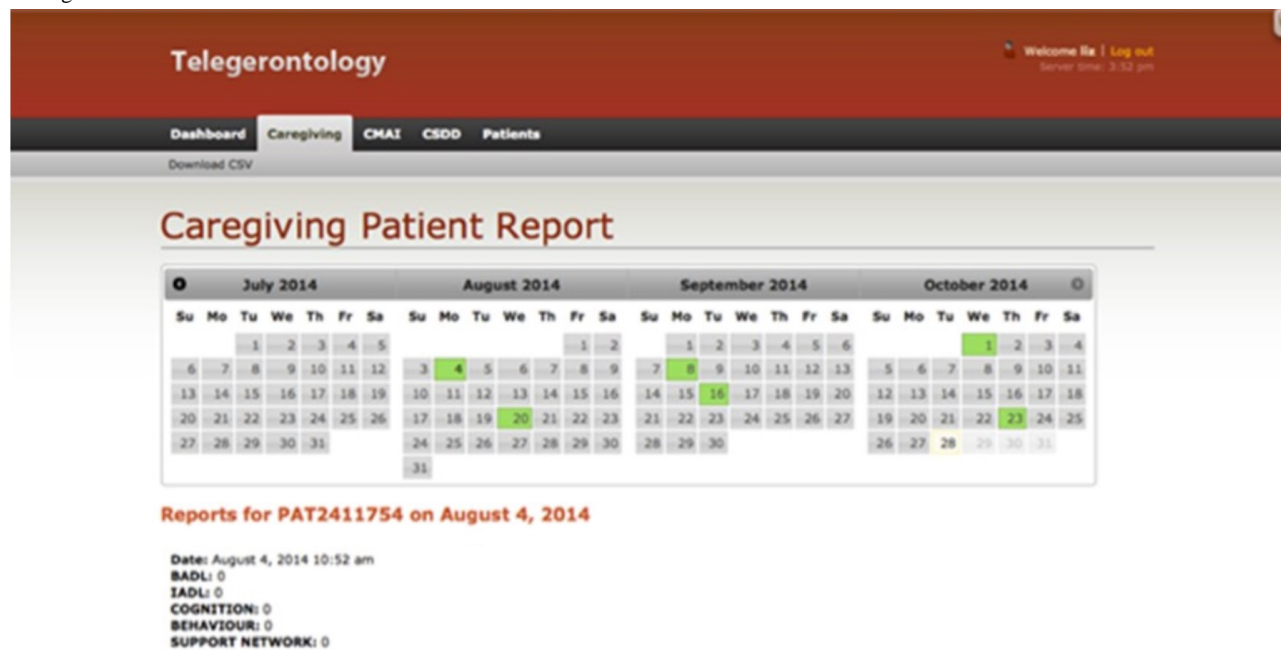 Telegerontology
Welcome lix | Log out
Server time: 3:52 pm
Dashboard Caregiving CMAI CSDD Patients
Download CSV
Caregiving Patient Report
July 2014 August 2014 September 2014 October 2014
Su Mo Tu We Th Fr Sa Su Mo Tu We Th Fr Sa Su Mo Tu We Th Fr Sa Su Mo Tu We Th Fr Sa
1 2 3 4 5 1 2 1 2 3 4 5 6 1 2 3 4
6 7 8 9 10 11 12 3 4 5 6 7 8 9 7 8 9 10 11 12 13 5 6 7 8 9 10 11
13 14 15 16 17 18 19 10 11 12 13 14 15 16 14 15 16 17 18 19 20 12 13 14 15 16 17 18
20 21 22 23 24 25 26 17 18 19 20 21 22 23 21 22 23 24 25 26 27 19 20 21 22 23 24 25
27 28 29 30 31 24 25 26 27 28 29 30 28 29 30 26 27 28 29 30 31
31
Reports for PAT2411754 on August 4, 2014
Date: August 4, 2014 10:52 am
BADL: 0
IADL: 0
COGNITION: 0
BEHAVIOUR: 0
SUPPORT NETWORK: 0